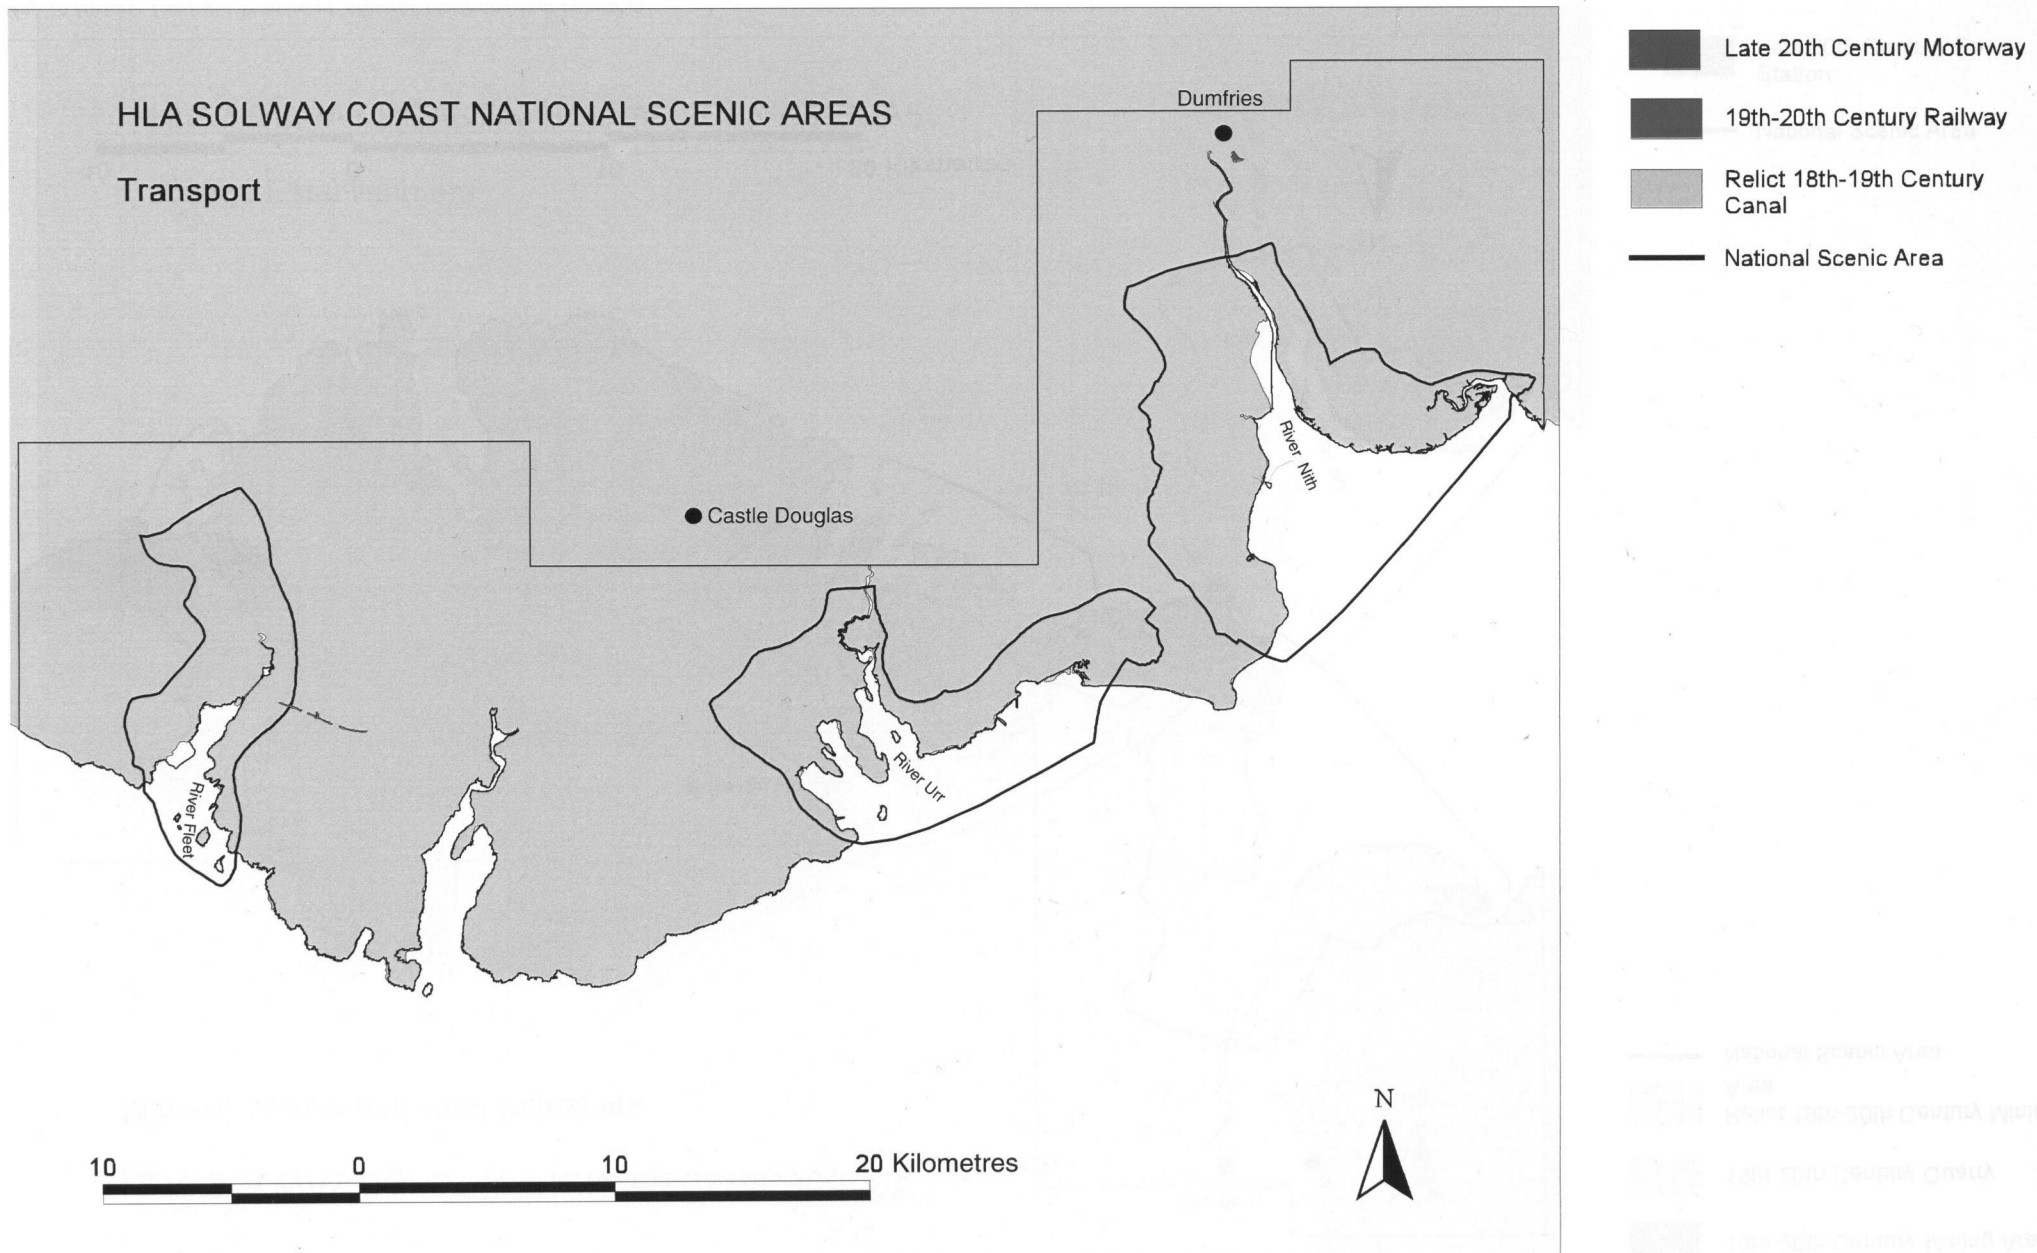 HLA SOLWAY COAST NATIONAL SCENIC AREAS
Transport
Dumfries
Castle Douglas
River Nith
River Urr
River Fleet
Late 20th Century Motorway
19th-20th Century Railway
Relict 18th-19th Century
Canal
National Scenic Area
N
10 0 10 20 Kilometres